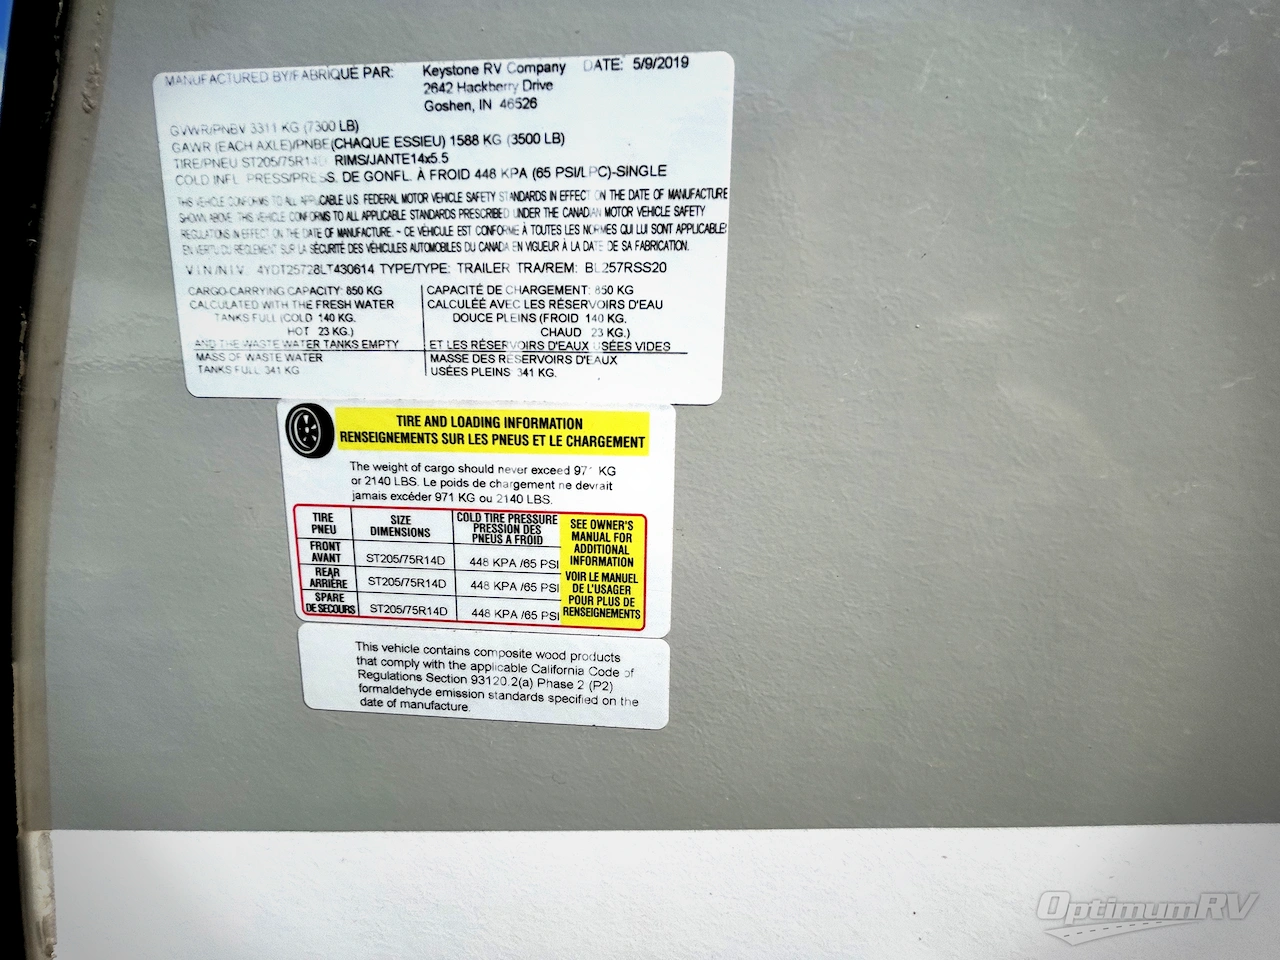 MANUFACTURED BY/FABRIQUÉ PAR: Keystone RV Company DATE: 5/9/2019
2642 Hackberry Drive
Goshen, IN 46526
GVWR/PNBV 3311 KG (7300 LB)
GAWR (EACH AXLE)/PNBE(CHAQUE ESSIEU) 1588 KG (3500 LB)
TIRE/PNEU ST205/75R14D RIMS/JANTE14x5.5
COLD INFL. PRESS/PRESS. DE GONFL. À FROID 448 KPA (65 PSI/LPC)-SINGLE
THIS VEHICLE CONFORMS TO ALL APPLICABLE U.S. FEDERAL MOTOR VEHICLE SAFETY STANDARDS IN EFFECT ON THE DATE OF MANUFACTURE
SHOWN ABOVE. THIS VEHICLE CONFORMS TO ALL APPLICABLE STANDARDS PRESCRIBED UNDER THE CANADIAN MOTOR VEHICLE SAFETY
REGULATIONS IN EFFECT ON THE DATE OF MANUFACTURE. ~ CE VÉHICULE EST CONFORME À TOUTES LES NORMES QUI LUI SONT APPLICABLES
EN VERTU DU RÈGLEMENT SUR LA SÉCURITÉ DES VÉHICULES AUTOMOBILES DU CANADA EN VIGUEUR À LA DATE DE SA FABRICATION.
V.I.N./N.I.V. 4YDT25728LT430614 TYPE/TYPE: TRAILER TRA/REM: BL257RSS20
CARGO-CARRYING CAPACITY: 850 KG
CALCULATED WITH THE FRESH WATER
TANKS FULL (COLD 140 KG.
HOT 23 KG.)
AND THE WASTE WATER TANKS EMPTY
MASS OF WASTE WATER
TANKS FULL 341 KG
CAPACITÉ DE CHARGEMENT: 850 KG
CALCULÉE AVEC LES RÉSERVOIRS D'EAU
DOUCE PLEINS (FROID 140 KG.
CHAUD 23 KG.)
ET LES RÉSERVOIRS D'EAUX USÉES VIDES
MASSE DES RESERVOIRS D'EAUX
USÉES PLEINS 341 KG.
TIRE AND LOADING INFORMATION
RENSEIGNEMENTS SUR LES PNEUS ET LE CHARGEMENT
The weight of cargo should never exceed 971 KG
or 2140 LBS. Le poids de chargement ne devrait
jamais excéder 971 KG ou 2140 LBS.
TIRE
PNEU
SIZE
DIMENSIONS
COLD TIRE PRESSURE
PRESSION DES
PNEUS A FROID
FRONT
AVANT
ST205/75R14D
448 KPA /65 PSI
REAR
ARRIÈRE
ST205/75R14D
448 KPA /65 PSI
SPARE
DE SECOURS
ST205/75R14D
448 KPA /65 PSI
SEE OWNER'S
MANUAL FOR
ADDITIONAL
INFORMATION
VOIR LE MANUEL
DE L'USAGER
POUR PLUS DE
RENSEIGNEMENTS
This vehicle contains composite wood products
that comply with the applicable California Code of
Regulations Section 93120.2(a) Phase 2 (P2)
formaldehyde emission standards specified on the
date of manufacture.
OptimumRV